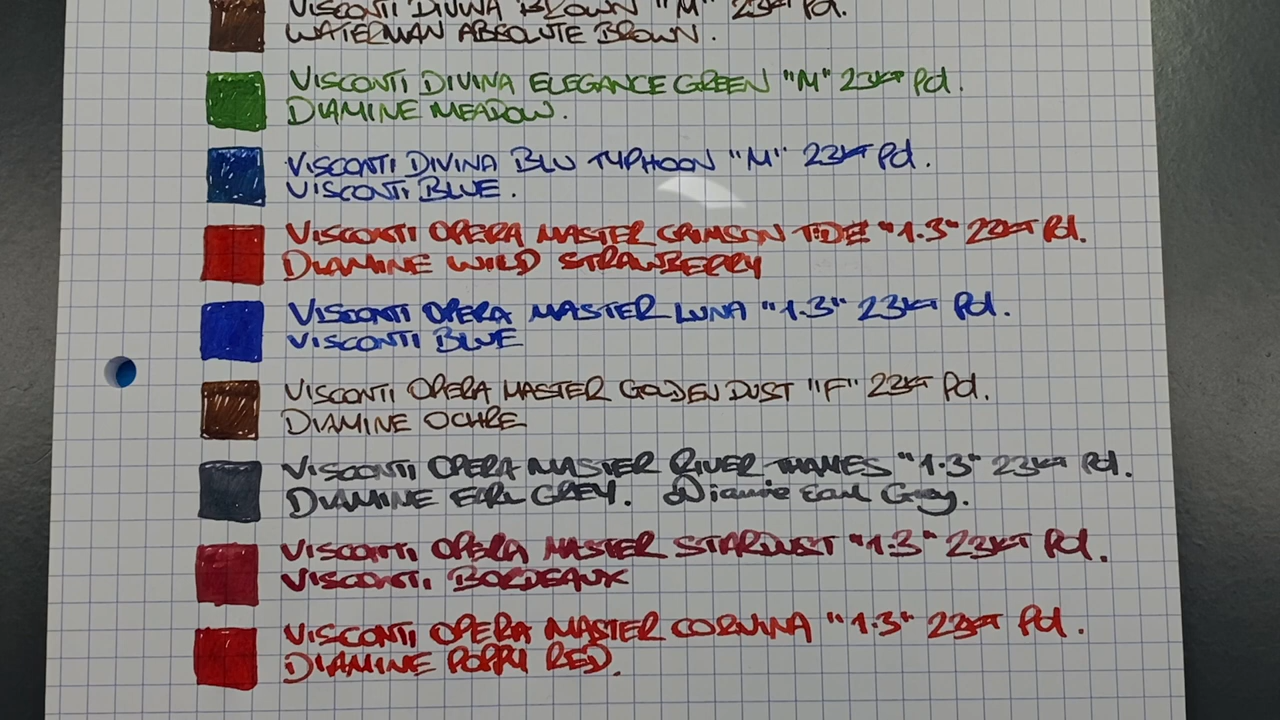 VISCONTI DIVINA BROWN "M" 23KT Pd.
WATERMAN ABSOLUTE BROWN.
VISCONTI DIVINA ELEGANCE GREEN "M" 23KT Pd.
DIAMINE MEADOW.
VISCONTI DIVINA BLU TYPHOON "M" 23KT Pd.
VISCONTI BLUE.
VISCONTI OPERA MASTER CRIMSON TIDE "1.3" 23KT Pd.
DIAMINE WILD STRAWBERRY
VISCONTI OPERA MASTER LUNA "1.3" 23KT Pd.
VISCONTI BLUE
VISCONTI OPERA MASTER GOLDEN DUST "F" 23KT Pd.
DIAMINE OCHRE
VISCONTI OPERA MASTER RIVER THAMES "1.3" 23KT Pd.
DIAMINE EARL GREY. Diamine Earl Grey.
VISCONTI OPERA MASTER STARDUST "1.3" 23KT Pd.
VISCONTI BORDEAUX
VISCONTI OPERA MASTER CORVINA "1.3" 23KT Pd.
DIAMINE POPPY RED.